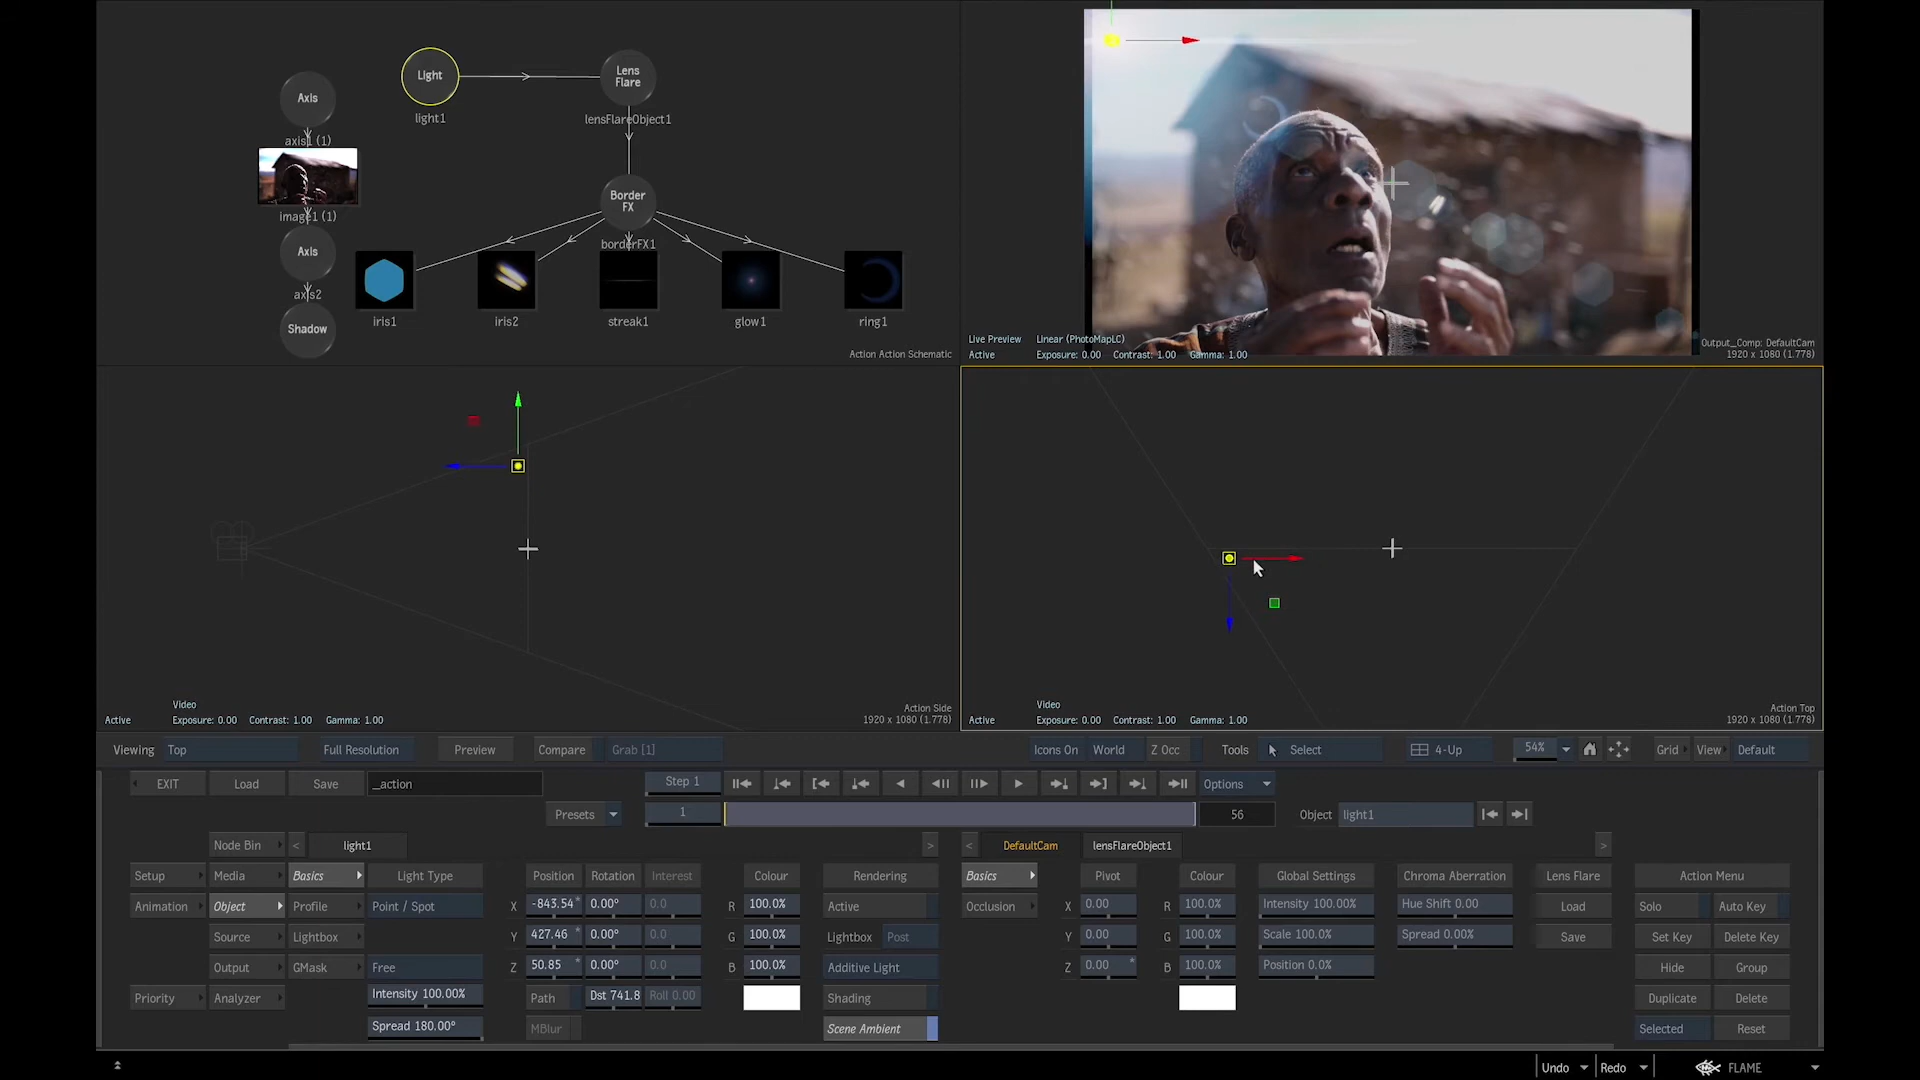 Light
Lens
Flare
Axis
light1
lensFlareObject1
axis1 (1)
Border
FX
image1 (1)
Axis
borderFX1
axis2
Shadow
iris1
iris2
streak1
glow1
ring1
Action Action Schematic
Live Preview
Linear (PhotoMapLC)
Active
Exposure: 0.00
Contrast: 1.00
Gamma: 1.00
Output_Comp: DefaultCam
1920 x 1080 (1.778)
Video
Active
Exposure: 0.00
Contrast: 1.00
Gamma: 1.00
Action Side
1920 x 1080 (1.778)
Video
Active
Exposure: 0.00
Contrast: 1.00
Gamma: 1.00
Action Top
1920 x 1080 (1.778)
Viewing Top Full Resolution Preview Compare Grab [1] Icons On World Z Occ Tools Select 4-Up 54% Grid View Default
EXIT Load Save _action Step 1 Options
Presets 1 56 Object light1
Node Bin < light1 > < DefaultCam lensFlareObject1 >
Setup Media Basics Light Type Position Rotation Interest Colour Rendering Basics Pivot Colour Global Settings Chroma Aberration Lens Flare Action Menu
Animation Object Profile Point / Spot X -843.54 0.00° 0.0 R 100.0% Active Occlusion X 0.00 R 100.0% Intensity 100.00% Hue Shift 0.00 Load Solo Auto Key
Source Lightbox Y 427.46 0.00° 0.0 G 100.0% Lightbox Post Y 0.00 G 100.0% Scale 100.0% Spread 0.00% Save Set Key Delete Key
Output GMask Free Z 50.85 0.00° 0.0 B 100.0% Additive Light Z 0.00 B 100.0% Position 0.0% Hide Group
Priority Analyzer Intensity 100.00% Path Dst 741.8 Roll 0.00 Shading Duplicate Delete
Spread 180.00° MBlur Scene Ambient Selected Reset
Undo Redo FLAME